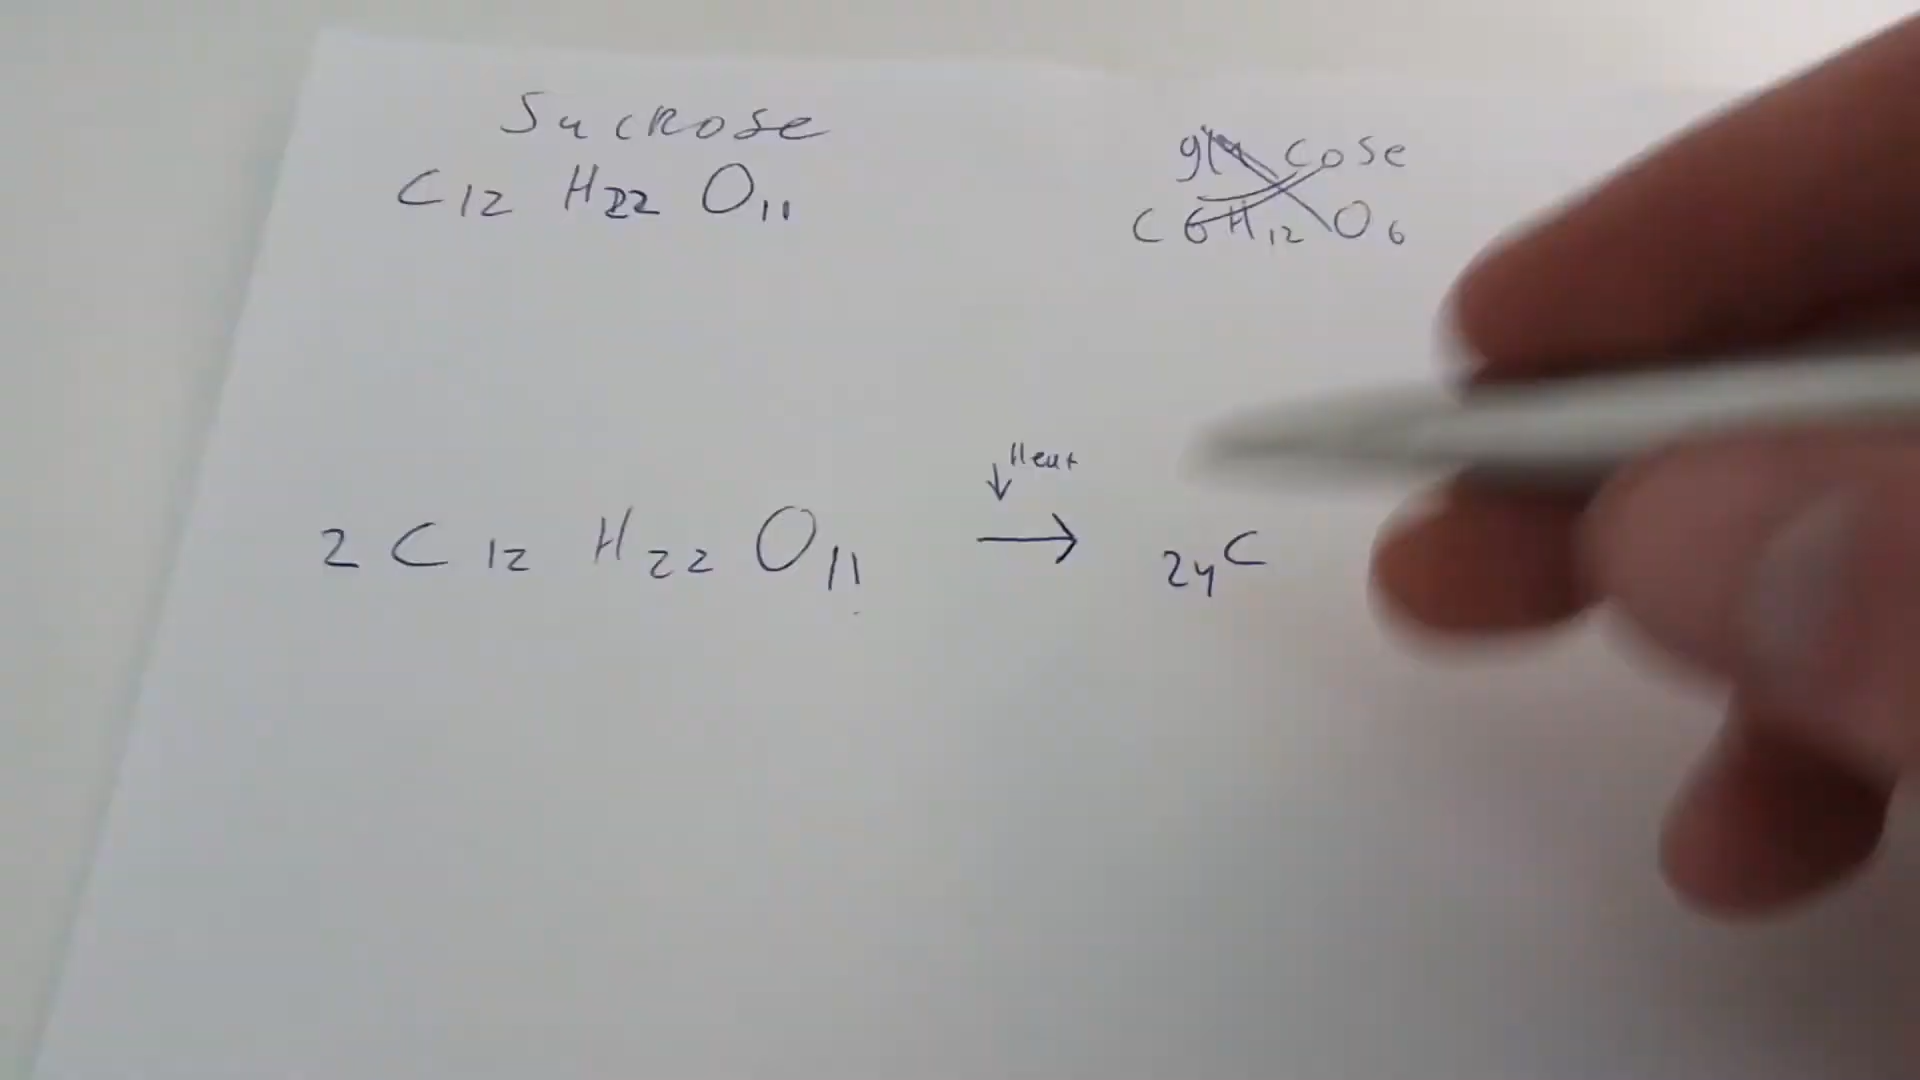 Sucrose
C12 H22 O11
glucose
C6H12O6
Heat
2 C12 H22 O11 → 24C